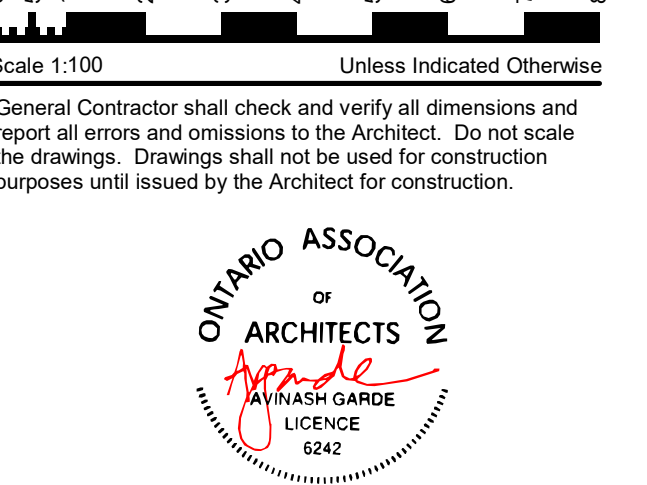 Scale 1:100 Unless Indicated Otherwise
General Contractor shall check and verify all dimensions and
report all errors and omissions to the Architect. Do not scale
the drawings. Drawings shall not be used for construction
purposes until issued by the Architect for construction.
ONTARIO ASSOCIATION
OF
ARCHITECTS
AVINASH GARDE
LICENCE
6242